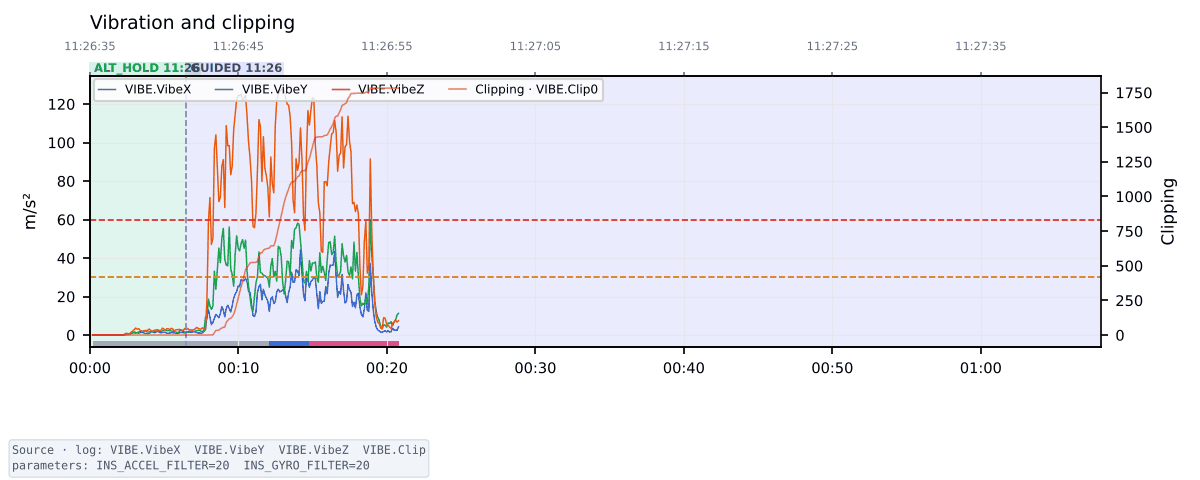 Vibration and clipping
11:26:35 11:26:45 11:26:55 11:27:05 11:27:15 11:27:25 11:27:35
ALT_HOLD 11:26 GUIDED 11:26
VIBE.VibeX VIBE.VibeY VIBE.VibeZ Clipping · VIBE.Clip0
120
100
80
60
40
20
0
m/s²
1750
1500
1250
1000
750
500
250
0
Clipping
00:00 00:10 00:20 00:30 00:40 00:50 01:00
Source · log: VIBE.VibeX VIBE.VibeY VIBE.VibeZ VIBE.Clip
parameters: INS_ACCEL_FILTER=20 INS_GYRO_FILTER=20